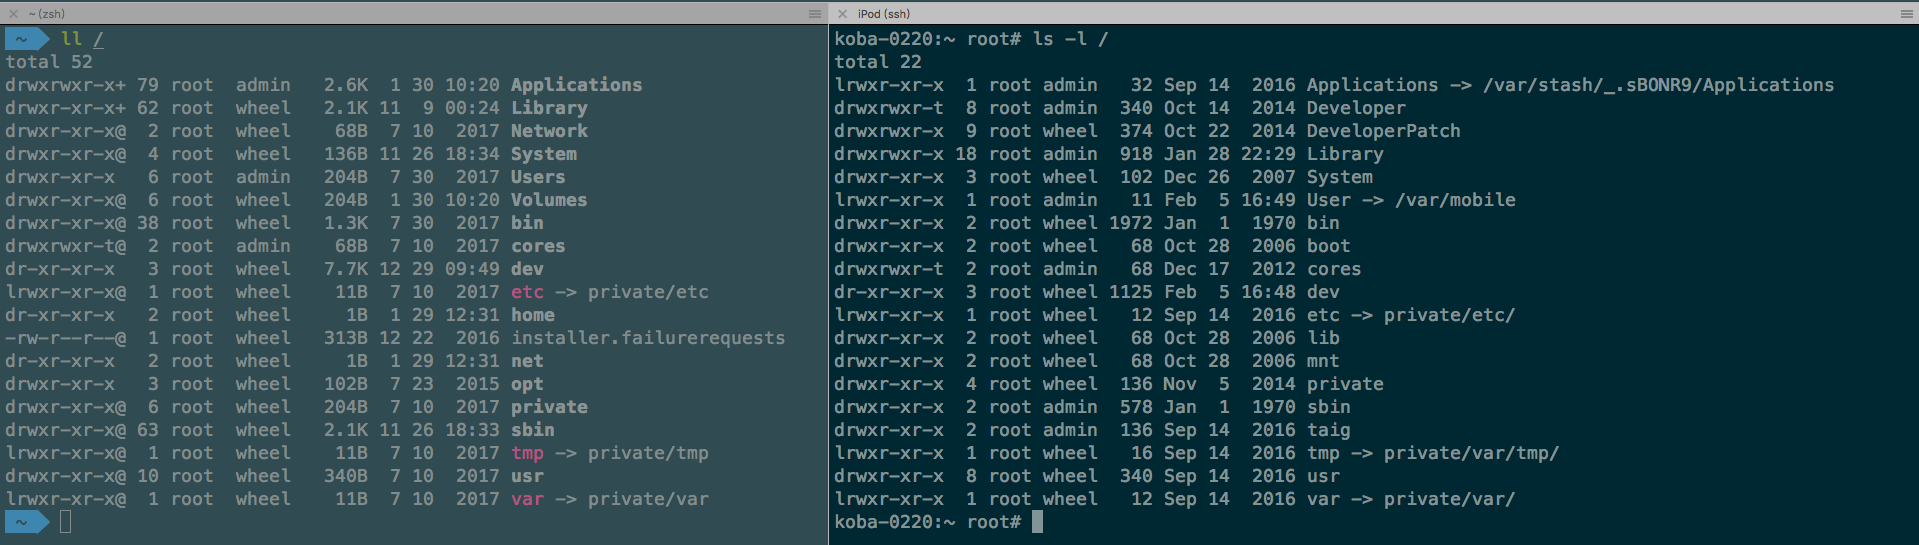 ~ (zsh)
~ ll /
total 52
drwxrwxr-x+ 79 root  admin   2.6K  1 30 10:20 Applications
drwxr-xr-x+ 62 root  wheel   2.1K 11  9 00:24 Library
drwxr-xr-x@  2 root  wheel    68B  7 10  2017 Network
drwxr-xr-x@  4 root  wheel   136B 11 26 18:34 System
drwxr-xr-x   6 root  admin   204B  7 30  2017 Users
drwxr-xr-x@  6 root  wheel   204B  1 30 10:20 Volumes
drwxr-xr-x@ 38 root  wheel   1.3K  7 30  2017 bin
drwxrwxr-t@  2 root  admin    68B  7 10  2017 cores
dr-xr-xr-x   3 root  wheel   7.7K 12 29 09:49 dev
lrwxr-xr-x@  1 root  wheel    11B  7 10  2017 etc -> private/etc
dr-xr-xr-x   2 root  wheel     1B  1 29 12:31 home
-rw-r--r--@  1 root  wheel   313B 12 22  2016 installer.failurerequests
dr-xr-xr-x   2 root  wheel     1B  1 29 12:31 net
drwxr-xr-x   3 root  wheel   102B  7 23  2015 opt
drwxr-xr-x@  6 root  wheel   204B  7 10  2017 private
drwxr-xr-x@ 63 root  wheel   2.1K 11 26 18:33 sbin
lrwxr-xr-x@  1 root  wheel    11B  7 10  2017 tmp -> private/tmp
drwxr-xr-x@ 10 root  wheel   340B  7 10  2017 usr
lrwxr-xr-x@  1 root  wheel    11B  7 10  2017 var -> private/var
~
iPod (ssh)
koba-0220:~ root# ls -l /
total 22
lrwxr-xr-x  1 root admin   32 Sep 14  2016 Applications -> /var/stash/_.sBONR9/Applications
drwxrwxr-t  8 root admin  340 Oct 14  2014 Developer
drwxrwxr-x  9 root wheel  374 Oct 22  2014 DeveloperPatch
drwxrwxr-x 18 root admin  918 Jan 28 22:29 Library
drwxr-xr-x  3 root wheel  102 Dec 26  2007 System
lrwxr-xr-x  1 root admin   11 Feb  5 16:49 User -> /var/mobile
drwxr-xr-x  2 root wheel 1972 Jan  1  1970 bin
drwxr-xr-x  2 root wheel   68 Oct 28  2006 boot
drwxrwxr-t  2 root admin   68 Dec 17  2012 cores
dr-xr-xr-x  3 root wheel 1125 Feb  5 16:48 dev
lrwxr-xr-x  1 root wheel   12 Sep 14  2016 etc -> private/etc/
drwxr-xr-x  2 root wheel   68 Oct 28  2006 lib
drwxr-xr-x  2 root wheel   68 Oct 28  2006 mnt
drwxr-xr-x  4 root wheel  136 Nov  5  2014 private
drwxr-xr-x  2 root admin  578 Jan  1  1970 sbin
drwxr-xr-x  2 root admin  136 Sep 14  2016 taig
lrwxr-xr-x  1 root wheel   16 Sep 14  2016 tmp -> private/var/tmp/
drwxr-xr-x  8 root wheel  340 Sep 14  2016 usr
lrwxr-xr-x  1 root wheel   12 Sep 14  2016 var -> private/var/
koba-0220:~ root#